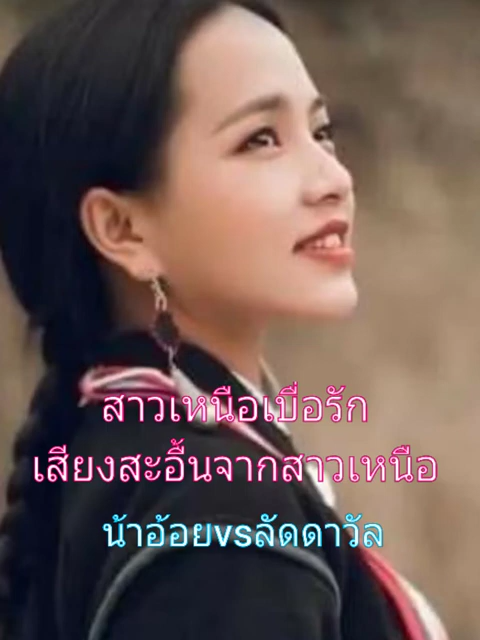 สาวเหนือเบื่อรัก
เสียงสะอื้นจากสาวเหนือ
น้าอ้อยvsลัดดาวัล